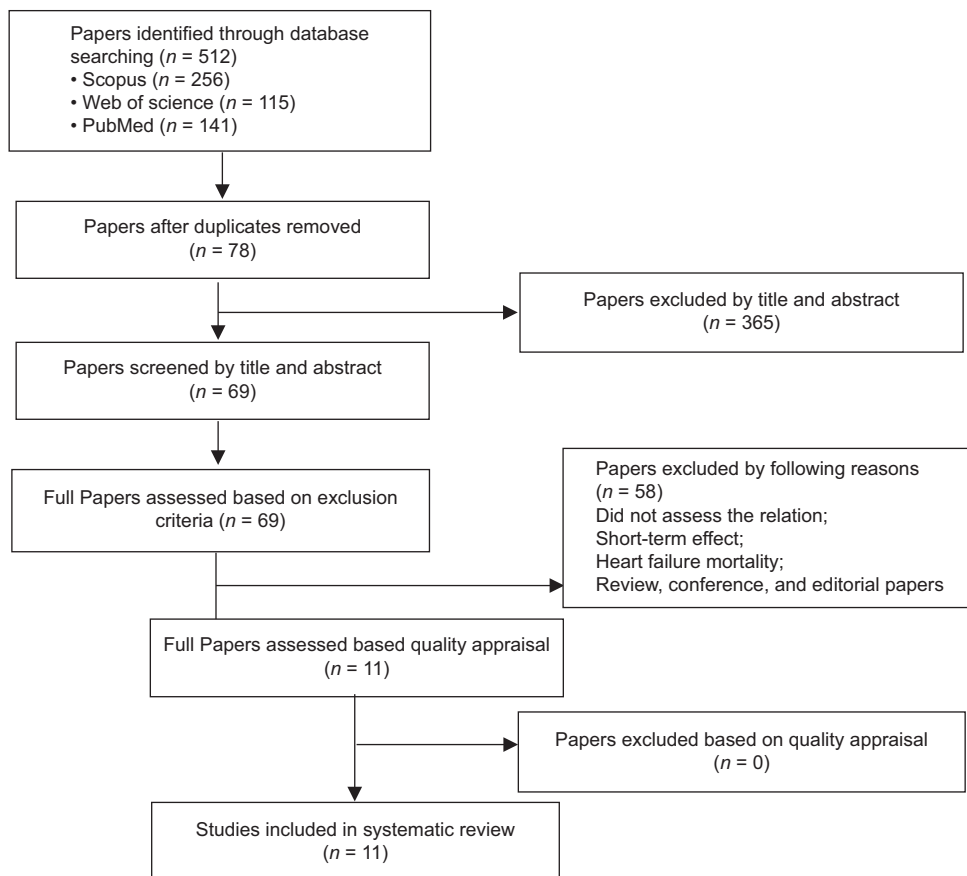 Papers identified through database
searching (n = 512)
• Scopus (n = 256)
• Web of science (n = 115)
• PubMed (n = 141)
Papers after duplicates removed
(n = 78)
Papers excluded by title and abstract
(n = 365)
Papers screened by title and abstract
(n = 69)
Full Papers assessed based on exclusion
criteria (n = 69)
Papers excluded by following reasons
(n = 58)
Did not assess the relation;
Short-term effect;
Heart failure mortality;
Review, conference, and editorial papers
Full Papers assessed based quality appraisal
(n = 11)
Papers excluded based on quality appraisal
(n = 0)
Studies included in systematic review
(n = 11)